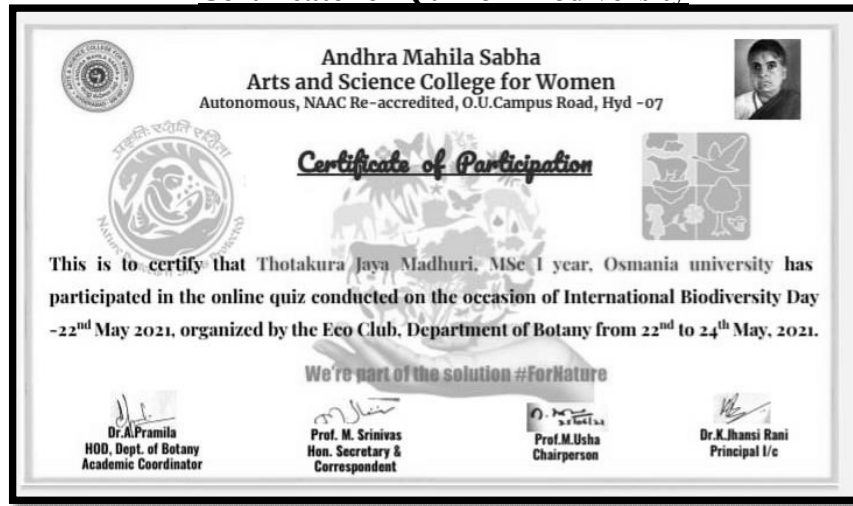 Andhra Mahila Sabha
Arts and Science College for Women
Autonomous, NAAC Re-accredited, O.U.Campus Road, Hyd -07
प्रकृतिः रक्षति रक्षिता
Certificate of Participation
This is to certify that Thotakura Jaya Madhuri, MSc I year, Osmania university has
participated in the online quiz conducted on the occasion of International Biodiversity Day
-22nd May 2021, organized by the Eco Club, Department of Botany from 22nd to 24th May, 2021.
We're part of the solution #ForNature
Dr.A.Pramila
HOD, Dept. of Botany
Academic Coordinator
Prof. M. Srinivas
Hon. Secretary &
Correspondent
Prof.M.Usha
Chairperson
Dr.K.Jhansi Rani
Principal I/c